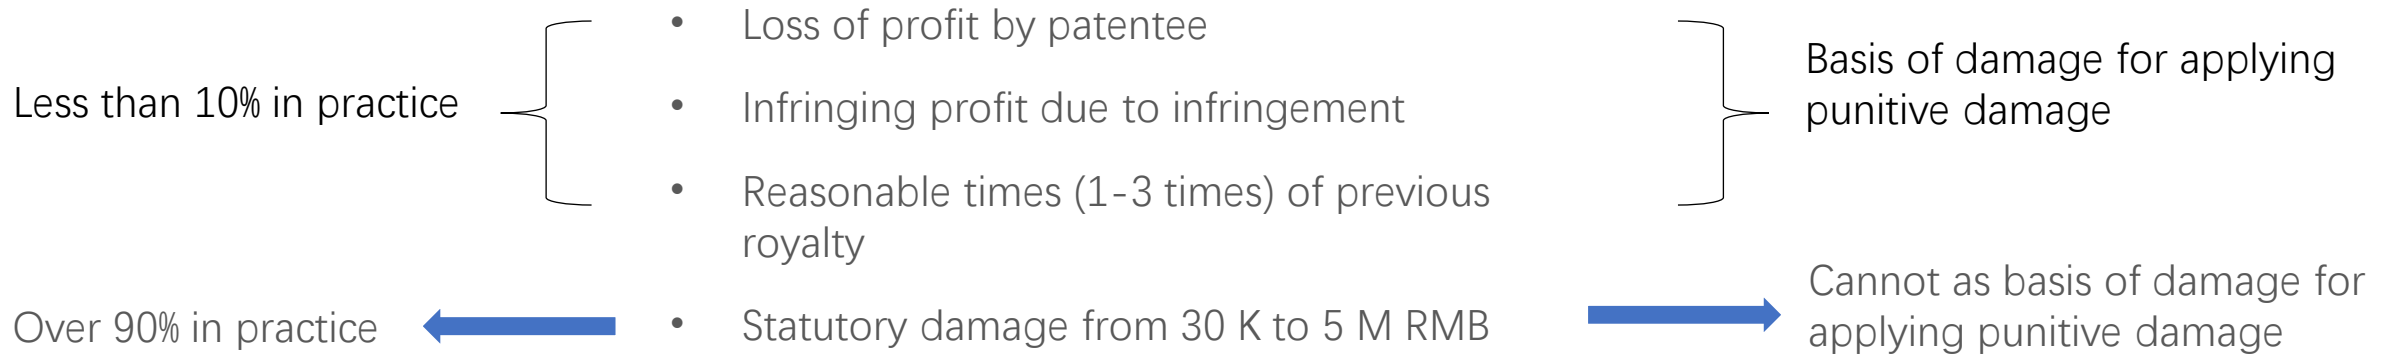 Less than 10% in practice
• Loss of profit by patentee
• Infringing profit due to infringement
• Reasonable times (1-3 times) of previous
royalty
Basis of damage for applying
punitive damage
Over 90% in practice
• Statutory damage from 30 K to 5 M RMB
Cannot as basis of damage for
applying punitive damage